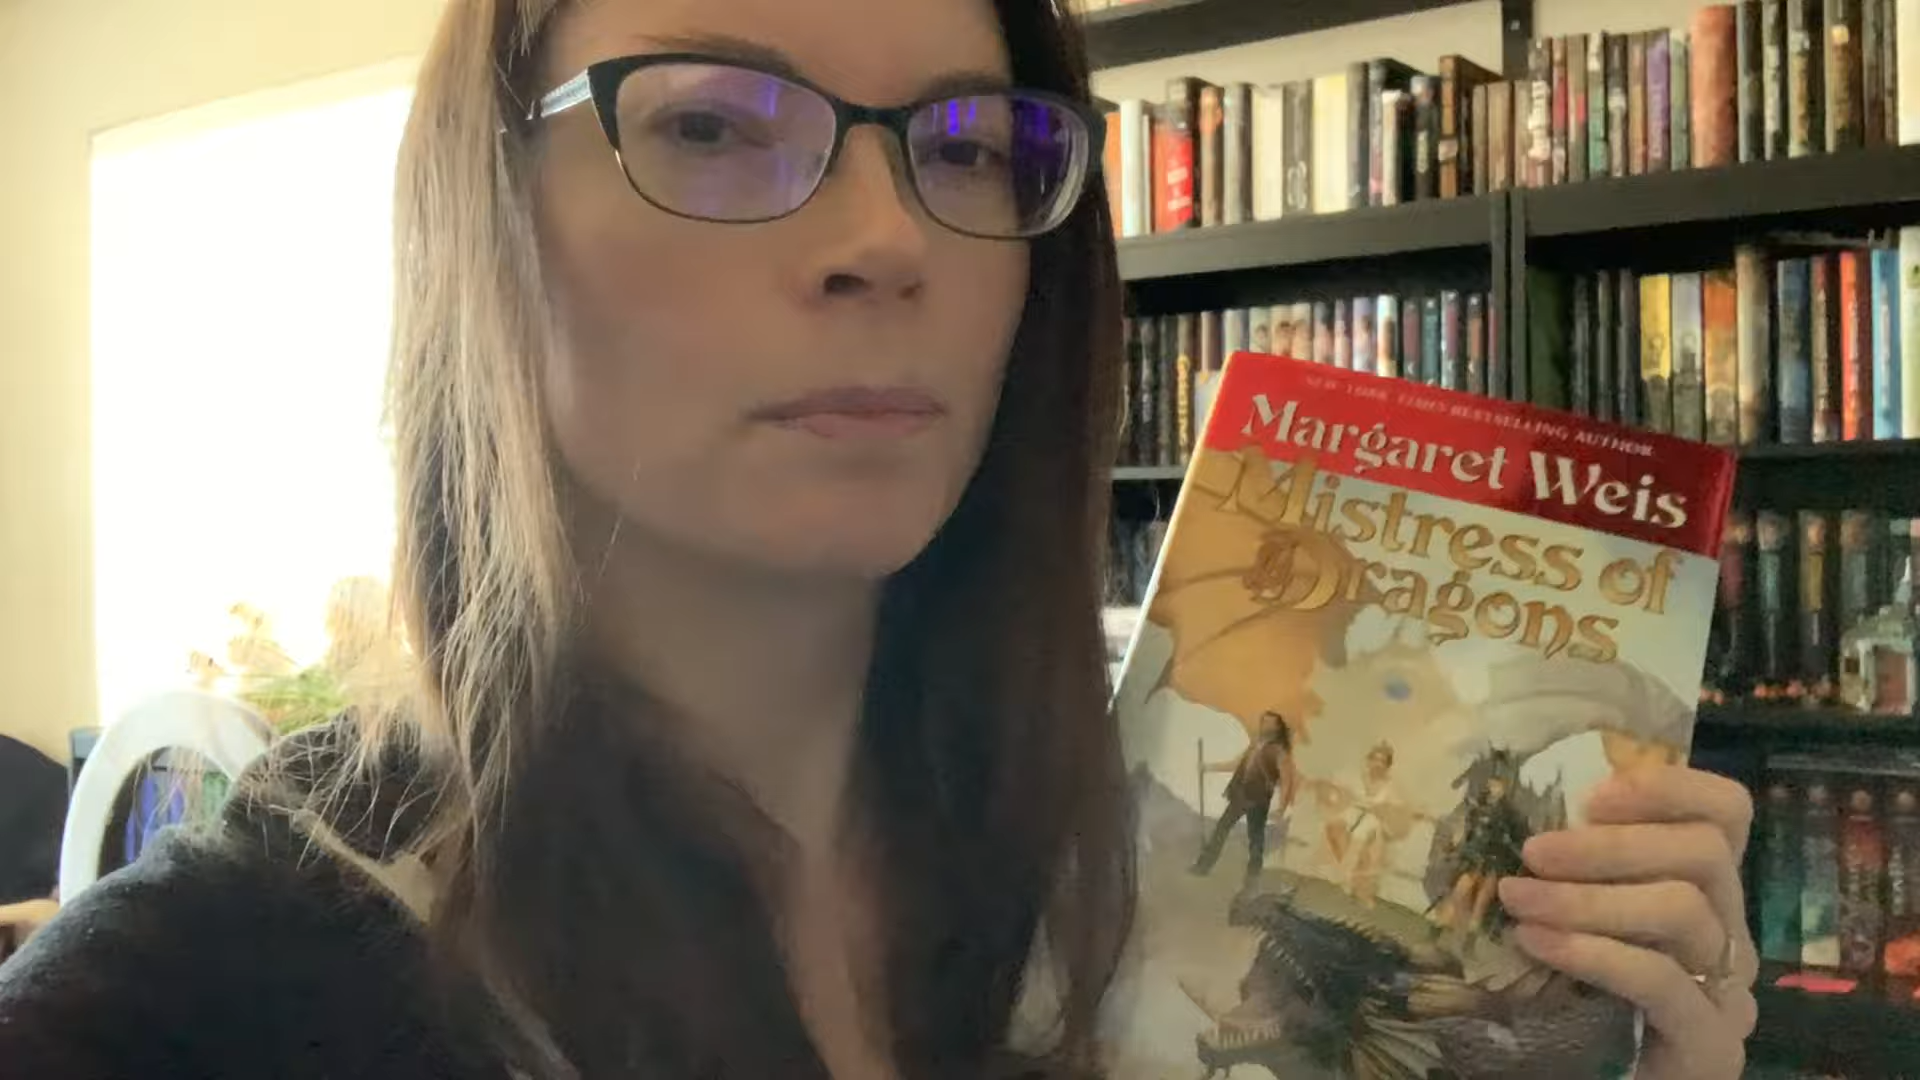 NEW YORK TIMES BESTSELLING AUTHOR
Margaret Weis
Mistress of
Dragons